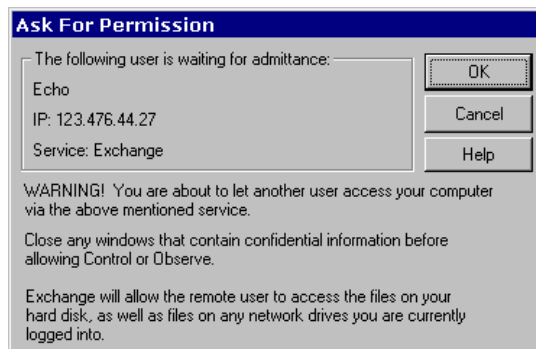 Ask For Permission
The following user is waiting for admittance:
Echo
IP: 123.476.44.27
Service: Exchange
OK
Cancel
Help
WARNING! You are about to let another user access your computer
via the above mentioned service.
Close any windows that contain confidential information before
allowing Control or Observe.
Exchange will allow the remote user to access the files on your
hard disk, as well as files on any network drives you are currently
logged into.